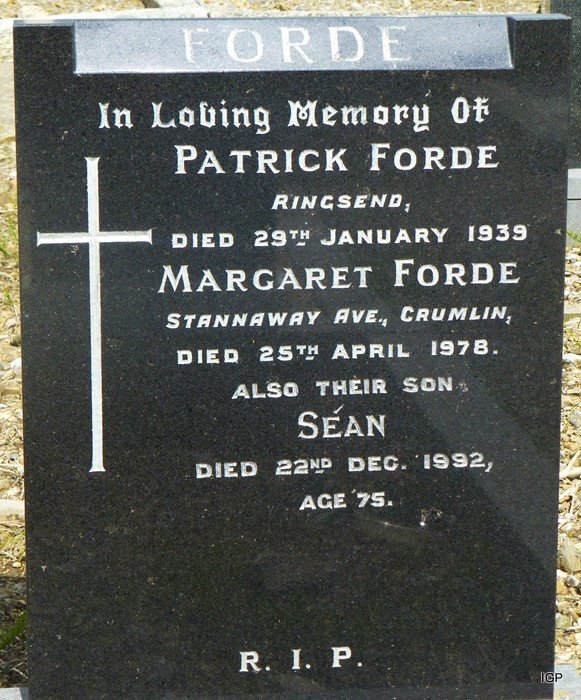 FORDE
In Loving Memory Of
PATRICK FORDE
RINGSEND,
DIED 29TH JANUARY 1939
MARGARET FORDE
STANNAWAY AVE., CRUMLIN,
DIED 25TH APRIL 1978.
ALSO THEIR SON
SEÁN
DIED 22ND DEC. 1992,
AGE 75.
R. I. P.
IGP